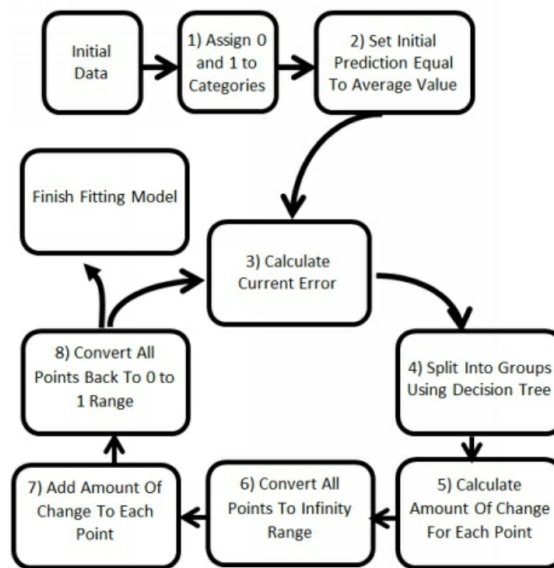 Initial
Data
1) Assign 0
and 1 to
Categories
2) Set Initial
Prediction Equal
To Average Value
Finish Fitting Model
3) Calculate
Current Error
8) Convert All
Points Back To 0 to
1 Range
4) Split Into Groups
Using Decision Tree
7) Add Amount Of
Change To Each
Point
6) Convert All
Points To Infinity
Range
5) Calculate
Amount Of Change
For Each Point